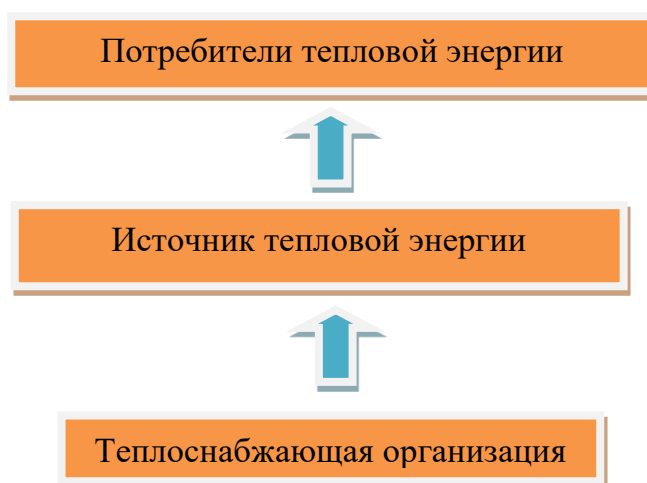 Потребители тепловой энергии
Источник тепловой энергии
Теплоснабжающая организация